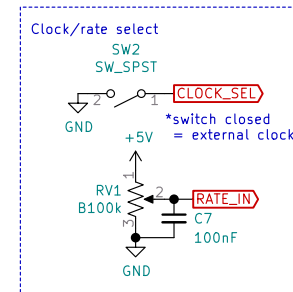 Clock/rate select
SW2
SW_SPST
2
1
CLOCK_SEL
GND
*switch closed
= external clock
+5V
1
RV1
B100k
2
3
RATE_IN
C7
100nF
GND